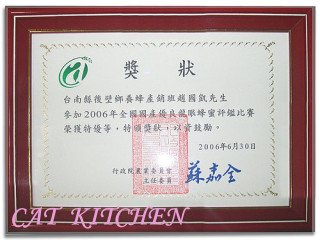 獎狀
台南縣後壁鄉養蜂產銷班趙國凱先生
參加2006年全國國產優良龍眼蜂蜜評鑑比賽
榮獲特優等，特頒獎狀，以資鼓勵。
2006年6月30日
行政院農業委員會
主任委員
蘇嘉全
CAT KITCHEN